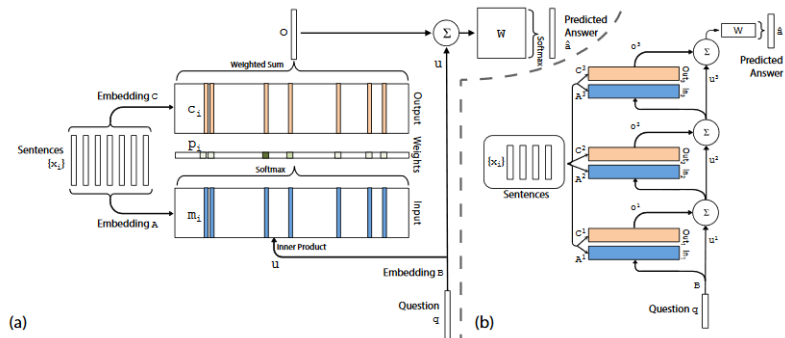 O
Σ
W
Softmax
Predicted
Answer
â
u
Weighted Sum
Embedding C
c_i
Output
Sentences
{x_i}
p_i
Weights
Softmax
Embedding A
m_i
Input
Inner Product
u
Embedding B
Question
q
(a)
W
â
Predicted
Answer
Σ
o³
u³
C³
Out₃
A³
In₃
o²
Σ
u²
C²
Out₂
A²
In₂
{x_i}
Sentences
o¹
Σ
u¹
C¹
Out₁
A¹
In₁
B
Question q
(b)